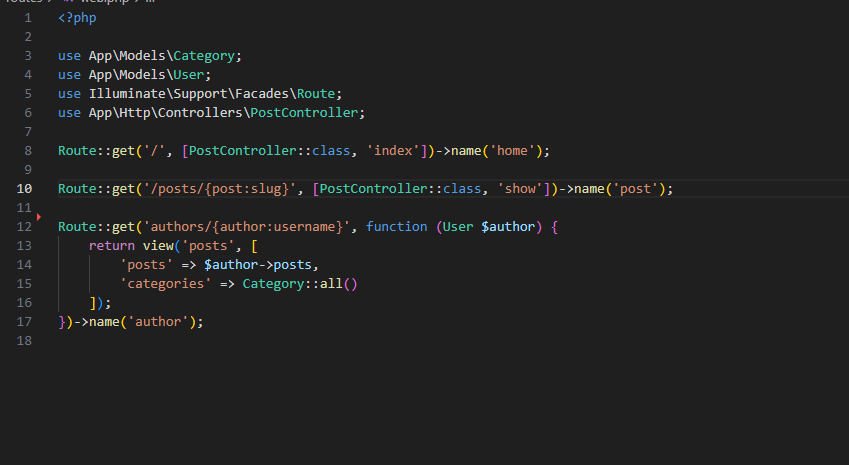 routes > web.php > ...
1 <?php
2
3 use App\Models\Category;
4 use App\Models\User;
5 use Illuminate\Support\Facades\Route;
6 use App\Http\Controllers\PostController;
7
8 Route::get('/', [PostController::class, 'index'])->name('home');
9
10 Route::get('/posts/{post:slug}', [PostController::class, 'show'])->name('post');
11
12 Route::get('authors/{author:username}', function (User $author) {
13     return view('posts', [
14         'posts' => $author->posts,
15         'categories' => Category::all()
16     ]);
17 })->name('author');
18